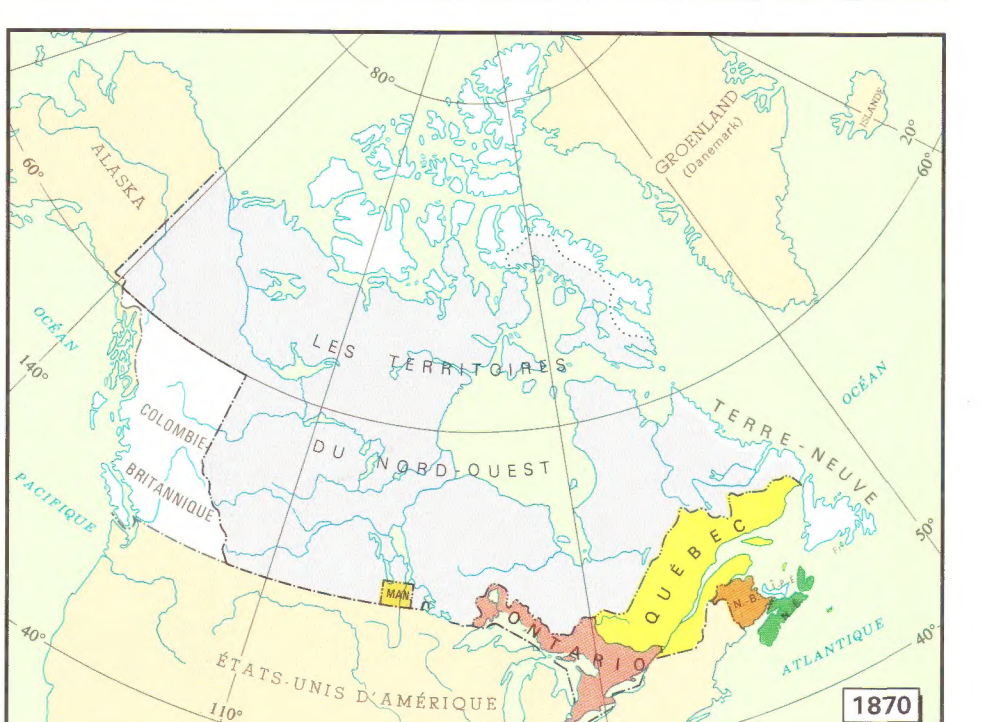 80°
ISLANDE
GROENLAND
(Danemark)
20°
60°
ALASKA
60°
OCÉAN
LES TERRITOIRES
140°
OCÉAN
TERRE-NEUVE
COLOMBIE-
DU NORD-OUEST
BRITANNIQUE
PACIFIQUE
QUÉBEC
50°
Î.P.É.
MAN
N.-B.
ONTARIO
40°
ATLANTIQUE
40°
ÉTATS-UNIS D'AMÉRIQUE
110°
1870